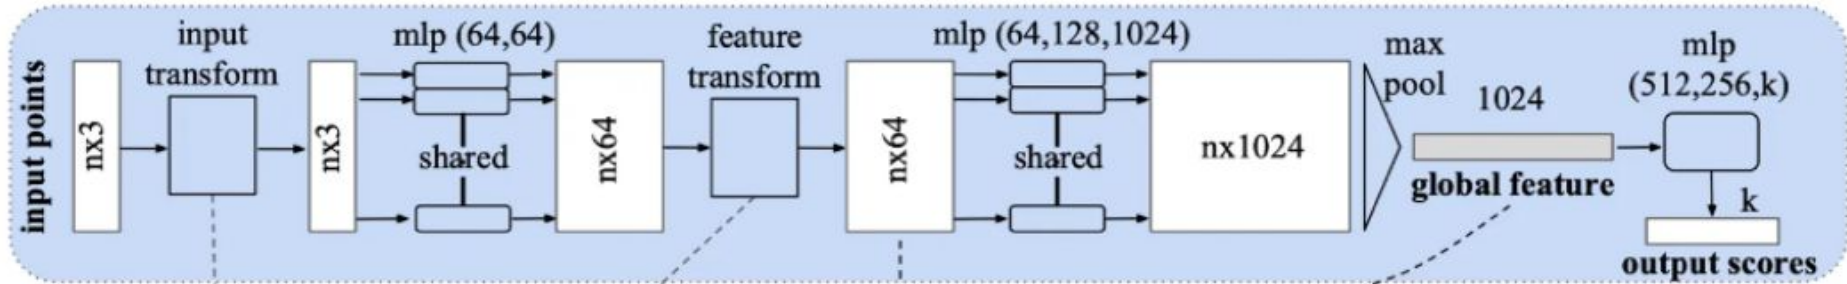 input points
nx3
input
transform
nx3
mlp (64,64)
shared
nx64
feature
transform
nx64
mlp (64,128,1024)
shared
nx1024
max
pool
1024
global feature
mlp
(512,256,k)
k
output scores